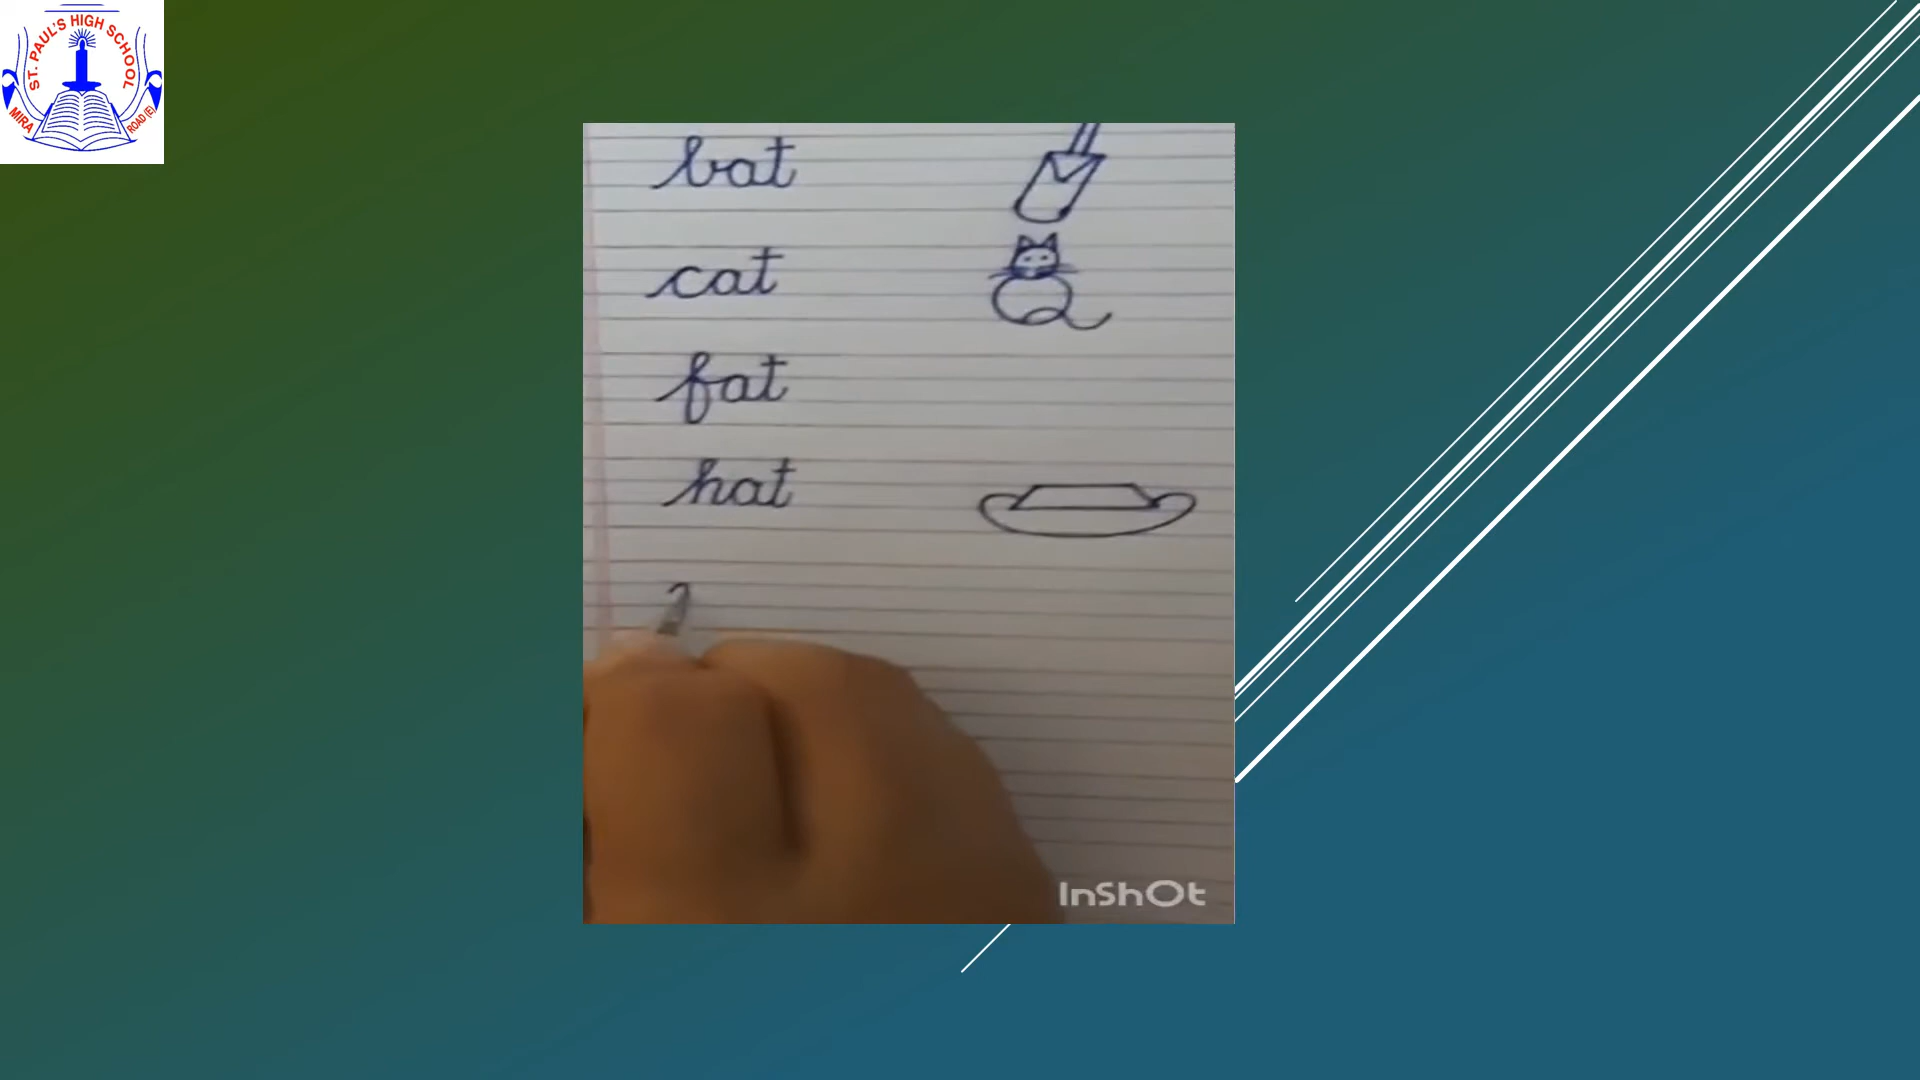 ST. PAUL'S HIGH SCHOOL
MIRA ROAD (E)
bat
cat
fat
hat
InShOt